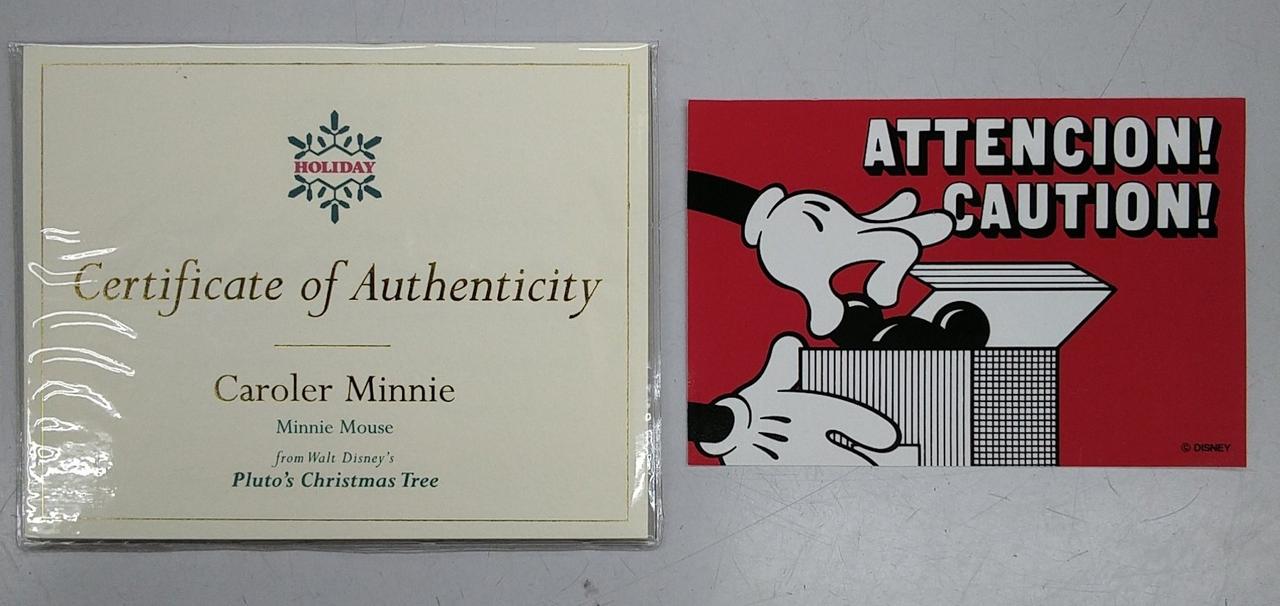 HOLIDAY
Certificate of Authenticity
Caroler Minnie
Minnie Mouse
from Walt Disney's
Pluto's Christmas Tree
ATTENCION!
CAUTION!
© DISNEY